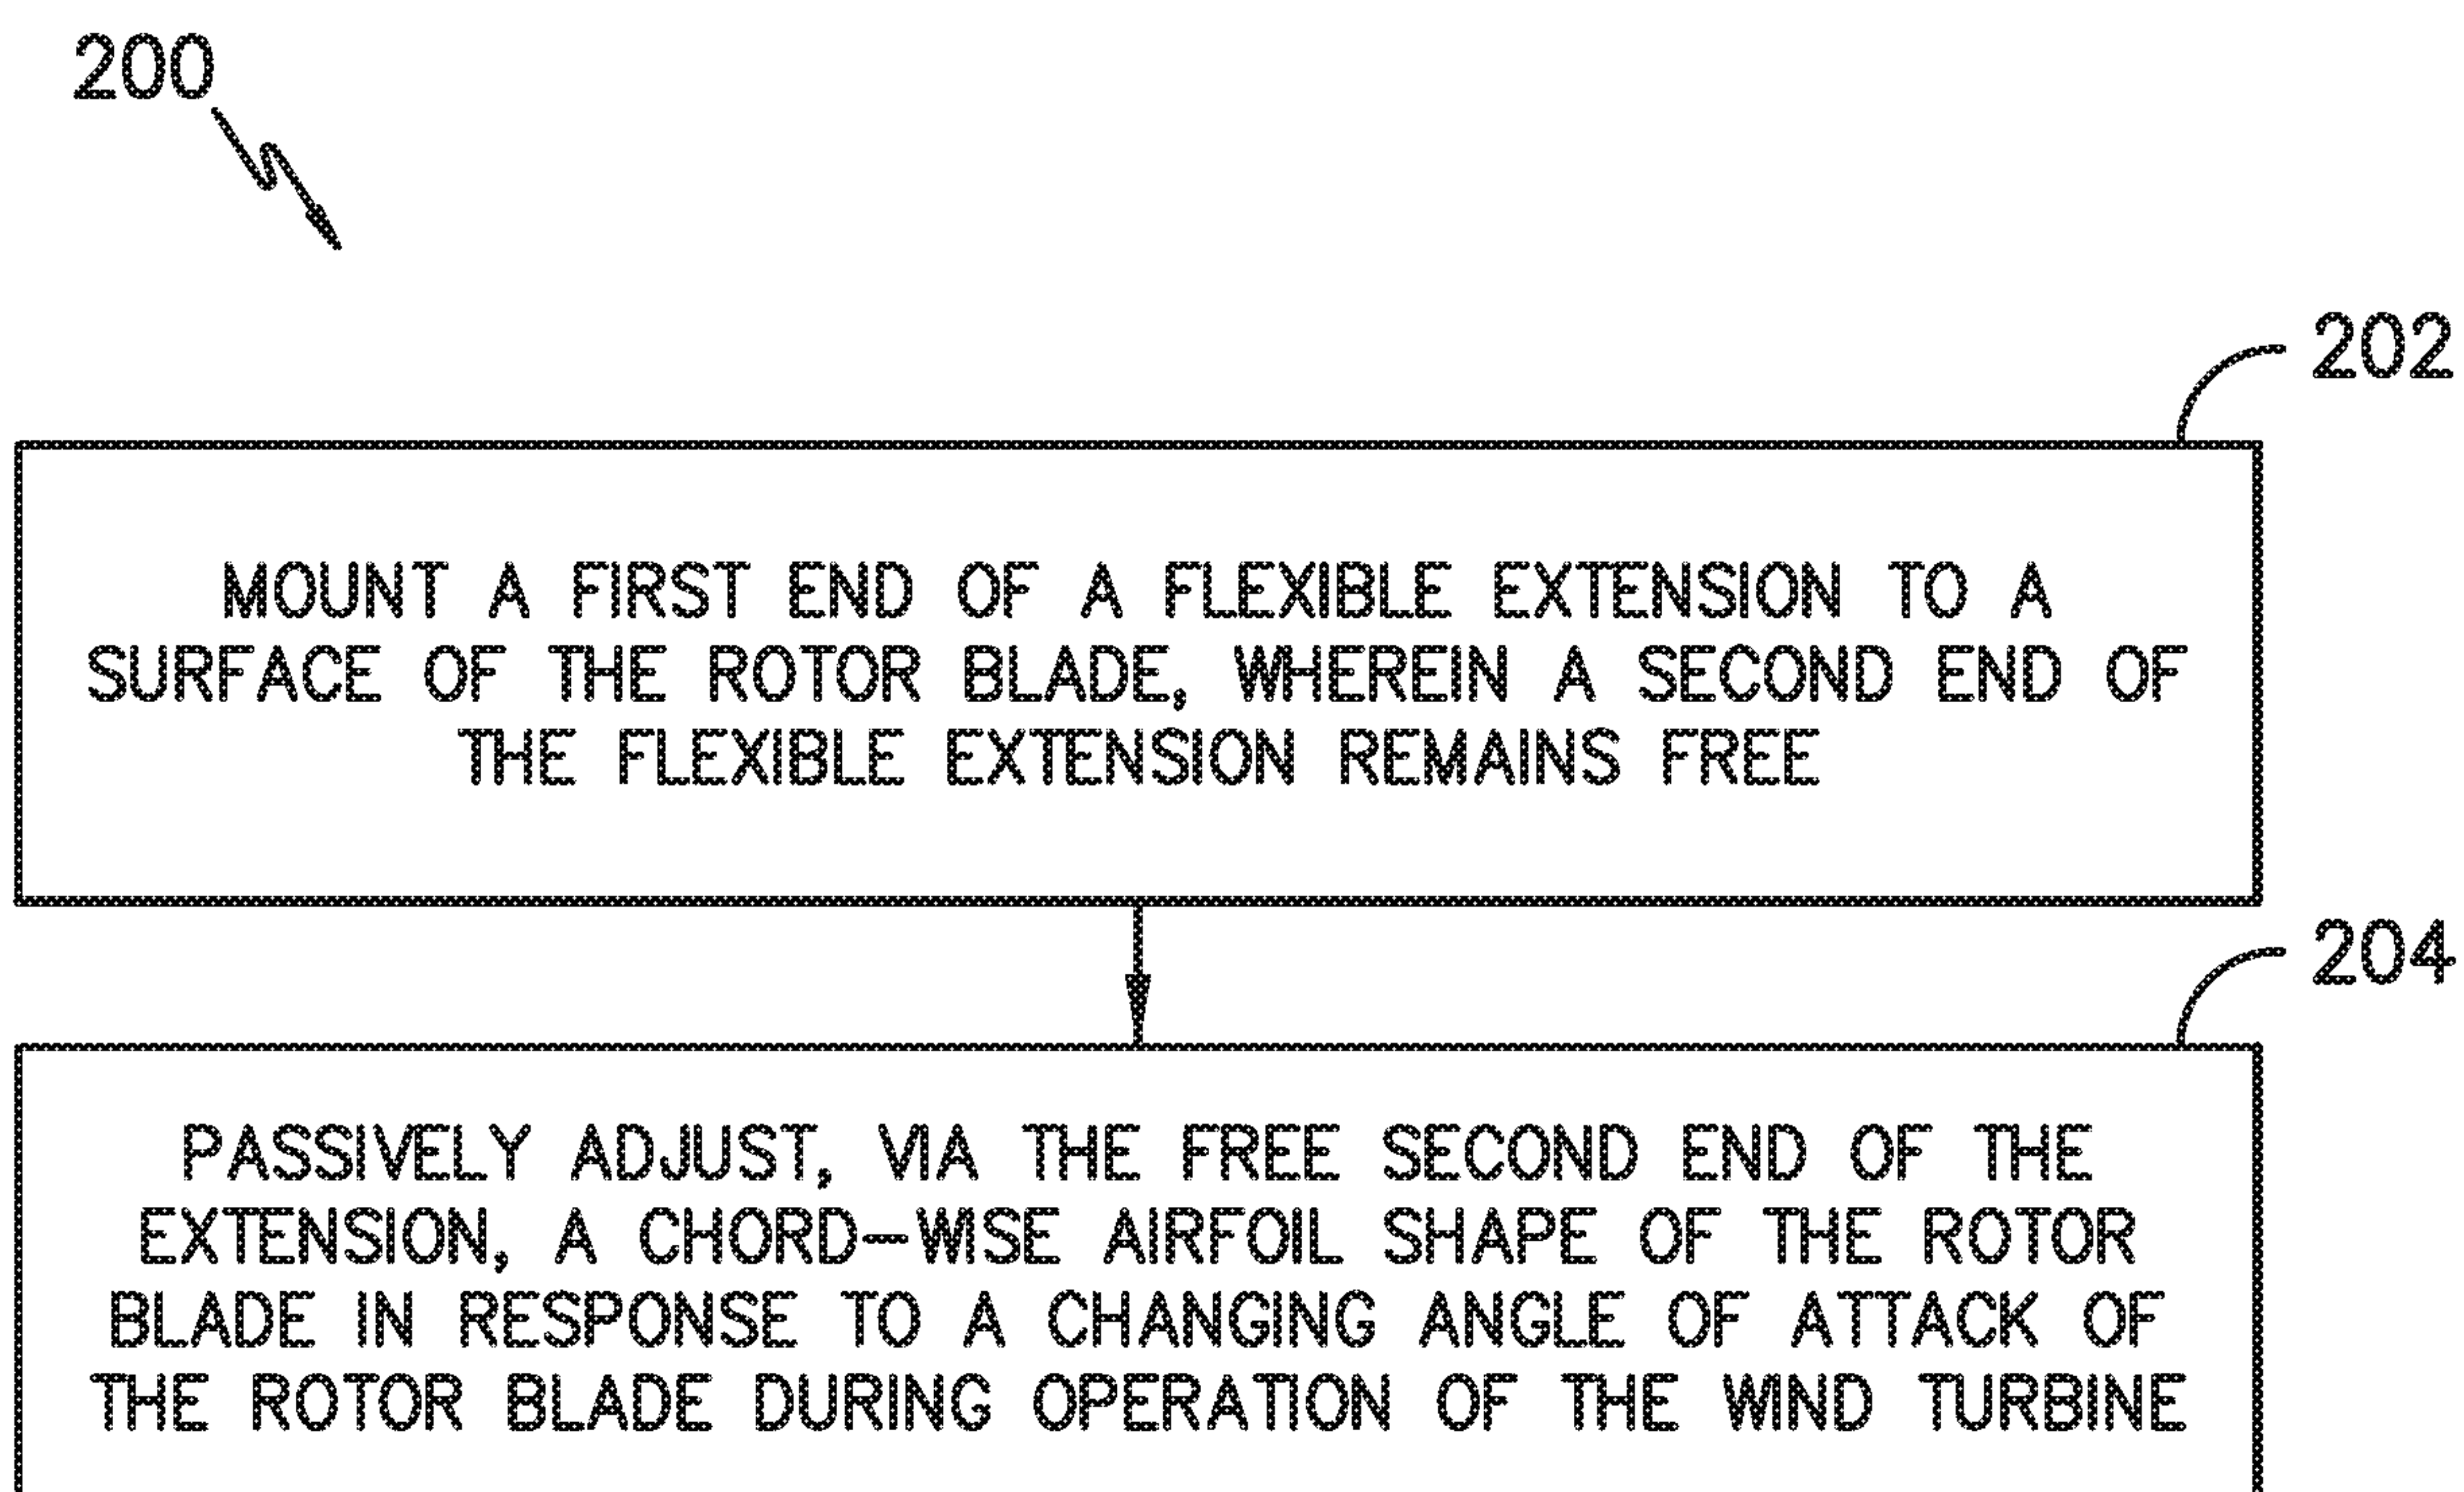 200
202
MOUNT A FIRST END OF A FLEXIBLE EXTENSION TO A
SURFACE OF THE ROTOR BLADE, WHEREIN A SECOND END OF
THE FLEXIBLE EXTENSION REMAINS FREE
204
PASSIVELY ADJUST, VIA THE FREE SECOND END OF THE
EXTENSION, A CHORD-WISE AIRFOIL SHAPE OF THE ROTOR
BLADE IN RESPONSE TO A CHANGING ANGLE OF ATTACK OF
THE ROTOR BLADE DURING OPERATION OF THE WIND TURBINE